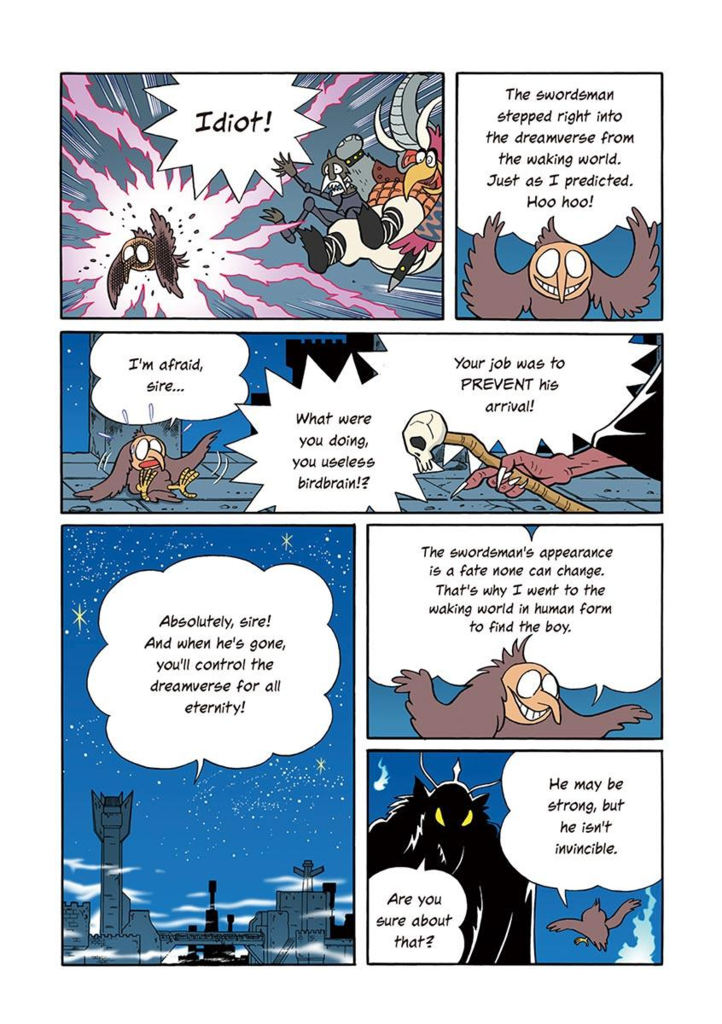 The swordsman
stepped right into
the dreamverse from
the waking world.
Just as I predicted.
Hoo hoo!
Idiot!
Your job was to
PREVENT his
arrival!
What were
you doing,
you useless
birdbrain!?
I'm afraid,
sire...
The swordsman's appearance
is a fate none can change.
That's why I went to the
waking world in human form
to find the boy.
He may be
strong, but
he isn't
invincible.
Are you
sure about
that?
Absolutely, sire!
And when he's gone,
you'll control the
dreamverse for all
eternity!